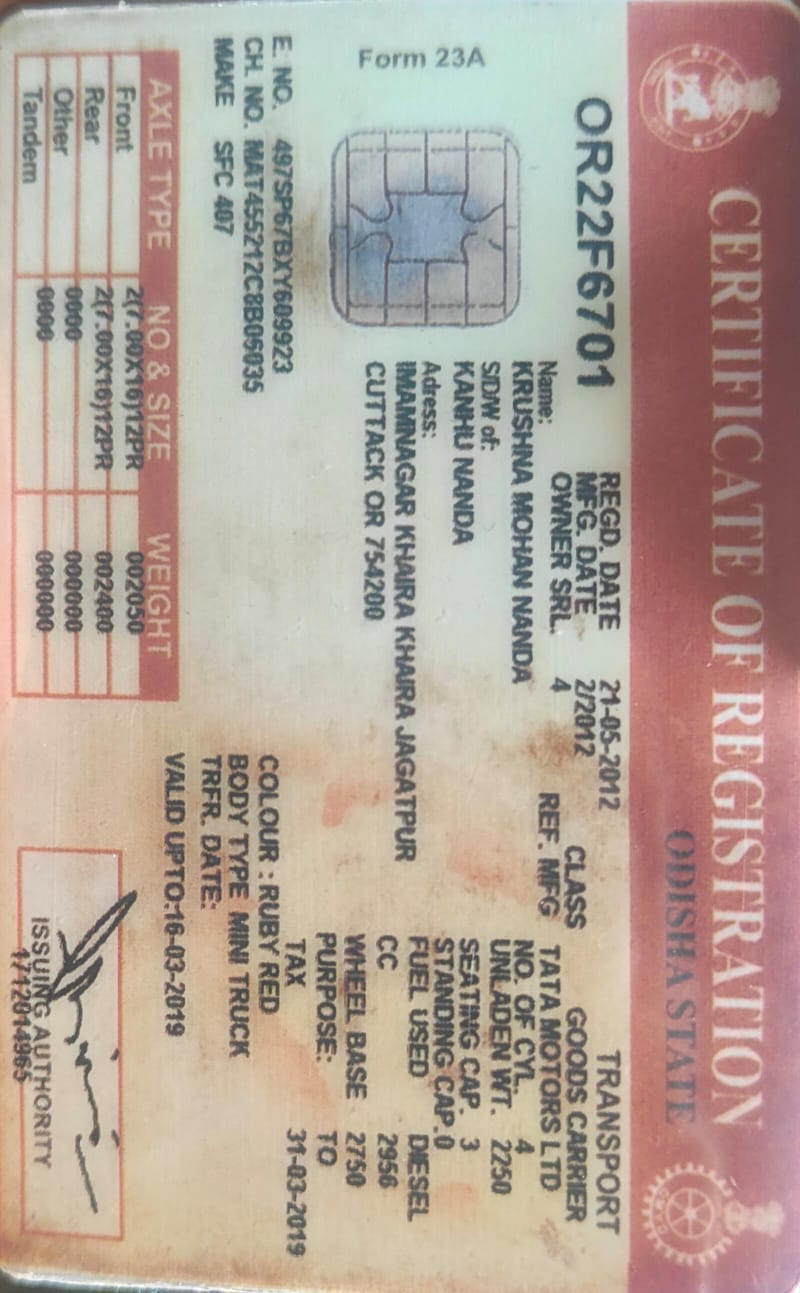 CERTIFICATE OF REGISTRATION
ODISHA STATE
OR22F6701
REGD. DATE 21-05-2012
MFG. DATE 2/2012
OWNER SRL. 4
CLASS TRANSPORT
GOODS CARRIER
REF. MFG TATA MOTORS LTD
Form 23A
Name:
KRUSHNA MOHAN NANDA
S/D/W of:
KANHU NANDA
Adress:
IMAMNAGAR KHAIRA KHAIRA JAGATPUR
CUTTACK OR 754200
NO. OF CYL. 4
UNLADEN WT. 2250
SEATING CAP. 3
STANDING CAP.0
FUEL USED DIESEL
CC 2956
WHEEL BASE 2750
PURPOSE: TO
TAX 31-03-2019
E. NO. 497SP67BXY609923
CH. NO. MAT455212C8B05035
MAKE SFC 407
COLOUR : RUBY RED
BODY TYPE MINI TRUCK
TRFR. DATE:
VALID UPTO:16-03-2019
AXLE TYPE NO & SIZE WEIGHT
Front 2(7.00X16)12PR 002050
Rear 2(7.00X16)12PR 002400
Other 0000 000000
Tandem 0000 000000
ISSUING AUTHORITY
1712014965